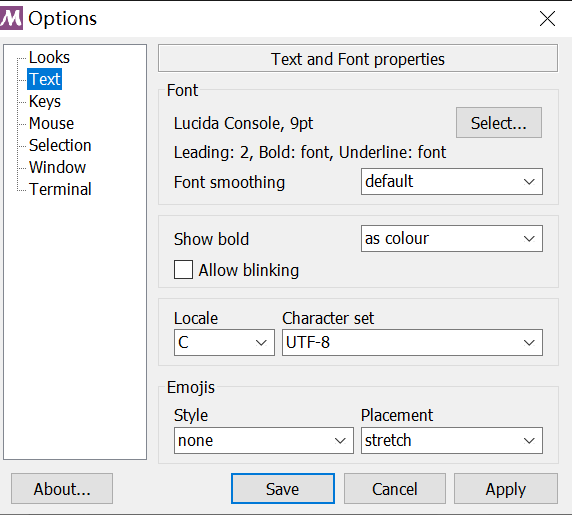 M Options
Looks
Text
Keys
Mouse
Selection
Window
Terminal
Text and Font properties
Font
Lucida Console, 9pt
Select...
Leading: 2, Bold: font, Underline: font
Font smoothing
default
Show bold
as colour
Allow blinking
Locale
Character set
C
UTF-8
Emojis
Style
Placement
none
stretch
About...
Save
Cancel
Apply